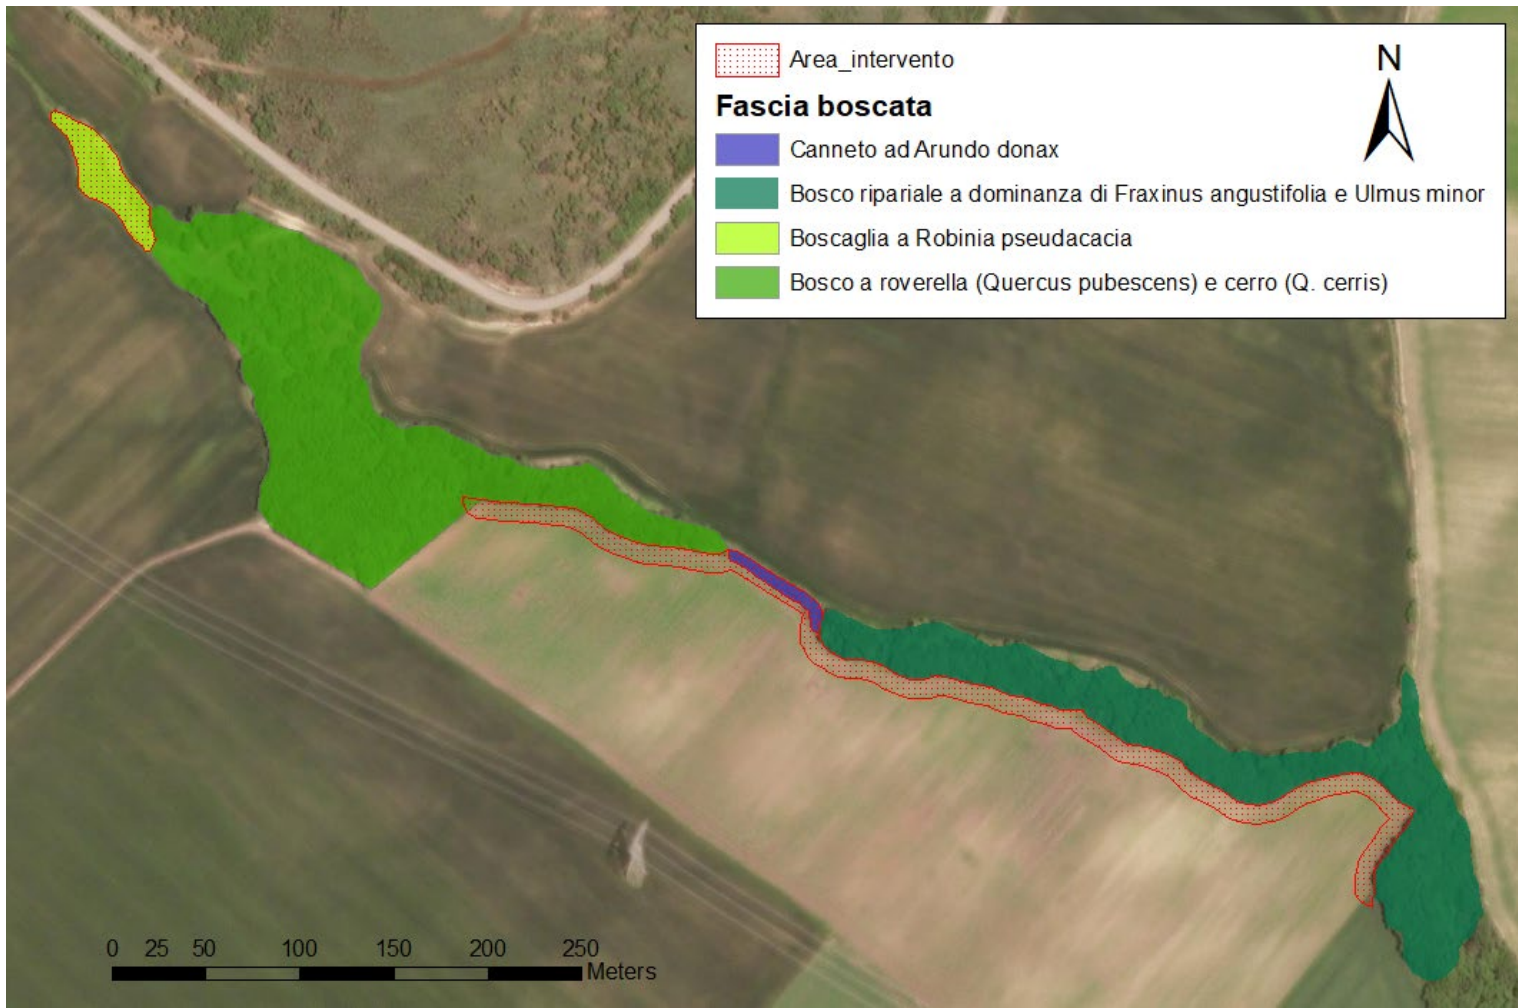 Area_intervento
N
Fascia boscata
Canneto ad Arundo donax
Bosco ripariale a dominanza di Fraxinus angustifolia e Ulmus minor
Boscaglia a Robinia pseudacacia
Bosco a roverella (Quercus pubescens) e cerro (Q. cerris)
0 25 50 100 150 200 250
Meters